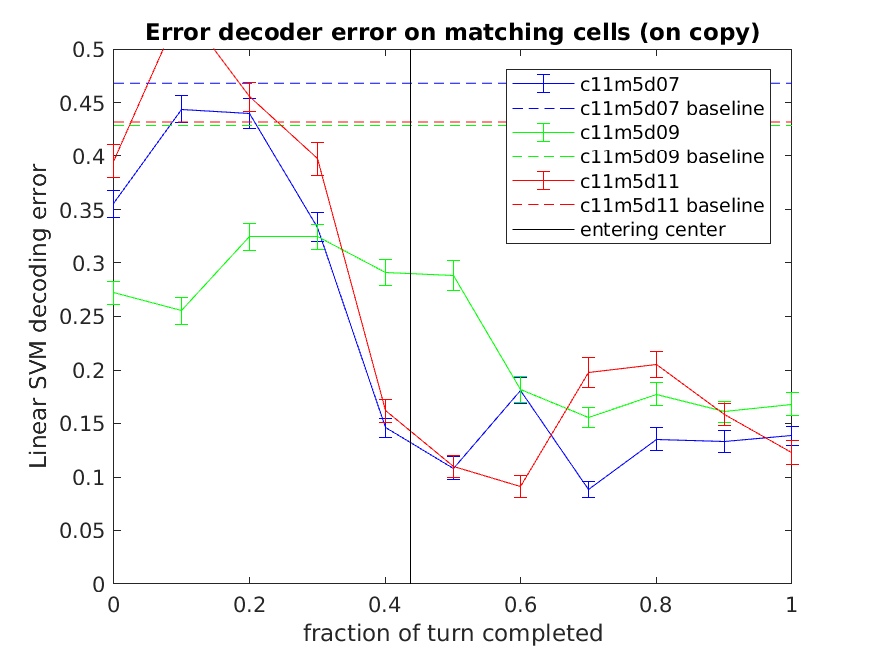 Error decoder error on matching cells (on copy)
0.5
0.45
0.4
0.35
0.3
0.25
0.2
0.15
0.1
0.05
0
Linear SVM decoding error
c11m5d07
c11m5d07 baseline
c11m5d09
c11m5d09 baseline
c11m5d11
c11m5d11 baseline
entering center
0 0.2 0.4 0.6 0.8 1
fraction of turn completed